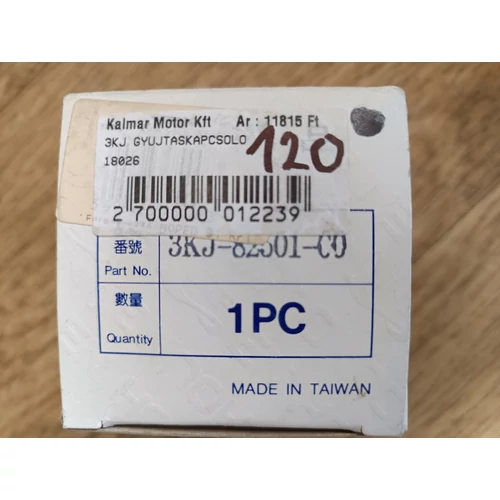 Kalmar Motor Kft Ar : 11815 Ft
3KJ GYUJTASKAPCSOLO
18026
120
2 700000 012239
番號
Part No. 3KJ-82501-C0
數量
Quantity 1PC
MADE IN TAIWAN